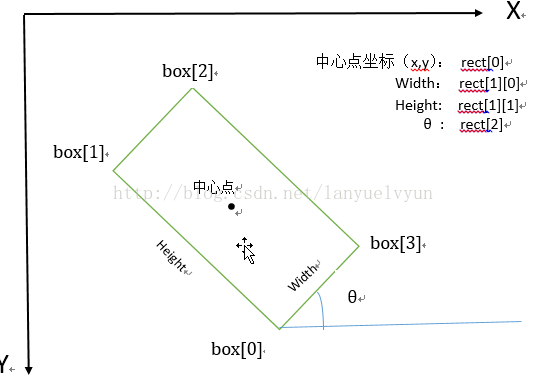 X
中心点坐标（x,y）： rect[0]
Width： rect[1][0]
Height: rect[1][1]
θ ： rect[2]
box[2]
box[1]
http://blog.csdn.net/lanyuelvyun
中心点
box[3]
Height
Width
θ
box[0]
Y